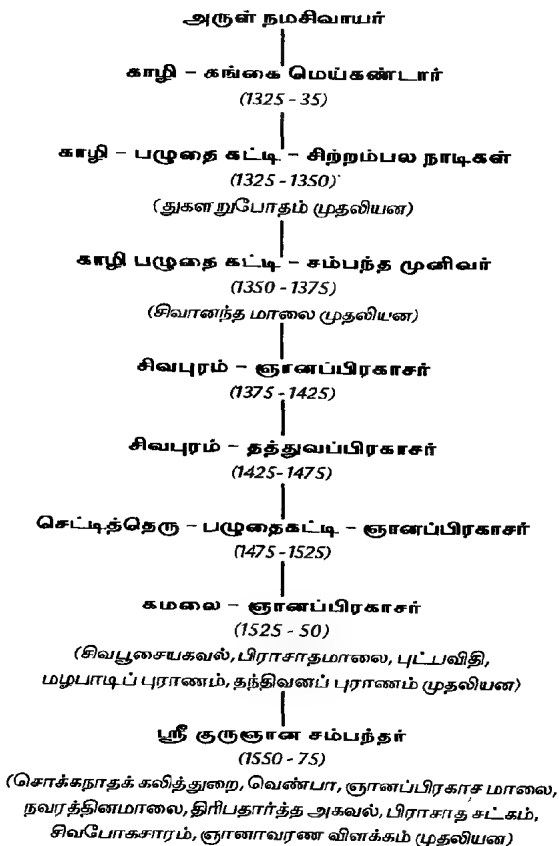 அருள் நமசிவாயர்
காழி – கங்கை மெய்கண்டார்
(1325 - 35)
காழி – பழுதை கட்டி – சிற்றம்பல நாடிகள்
(1325 - 1350)
(துகளறுபோதம் முதலியன)
காழி பழுதை கட்டி – சம்பந்த முனிவர்
(1350 - 1375)
(சிவானந்த மாலை முதலியன)
சிவபுரம் – ஞானப்பிரகாசர்
(1375 - 1425)
சிவபுரம் – தத்துவப்பிரகாசர்
(1425 - 1475)
செட்டித்தெரு – பழுதைகட்டி – ஞானப்பிரகாசர்
(1475 - 1525)
கமலை – ஞானப்பிரகாசர்
(1525 - 50)
(சிவபூசையகவல், பிராசாதமாலை, புட்பவிதி,
மழபாடிப் புராணம், தந்திவனப் புராணம் முதலியன)
ஸ்ரீ குருஞான சம்பந்தர்
(1550 - 75)
(சொக்கநாதக் கலித்துறை, வெண்பா, ஞானப்பிரகாச மாலை,
நவரத்தினமாலை, திரிபதார்த்த அகவல், பிராசாத சட்கம்,
சிவபோகசாரம், ஞானாவரண விளக்கம் முதலியன)